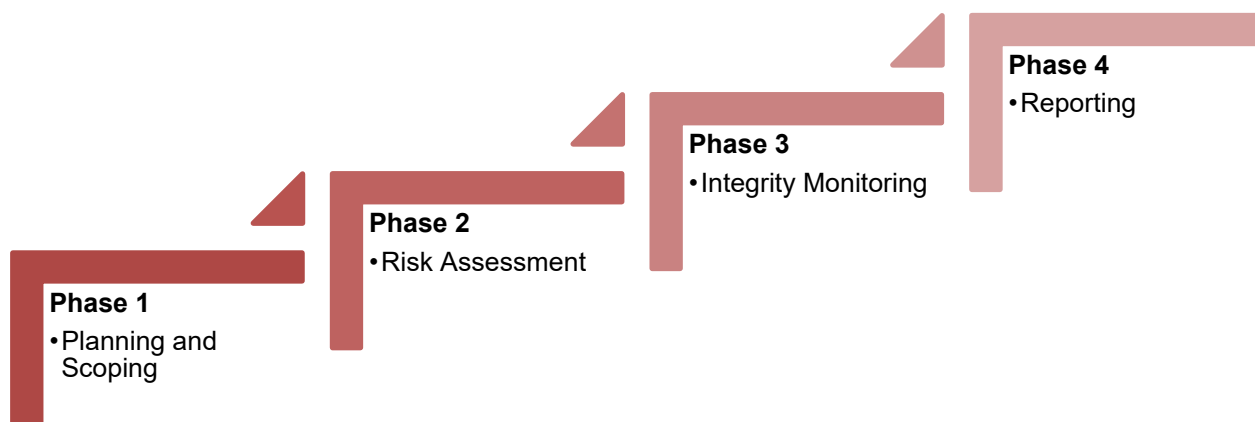 Phase 1
•Planning and
Scoping
Phase 2
•Risk Assessment
Phase 3
•Integrity Monitoring
Phase 4
•Reporting